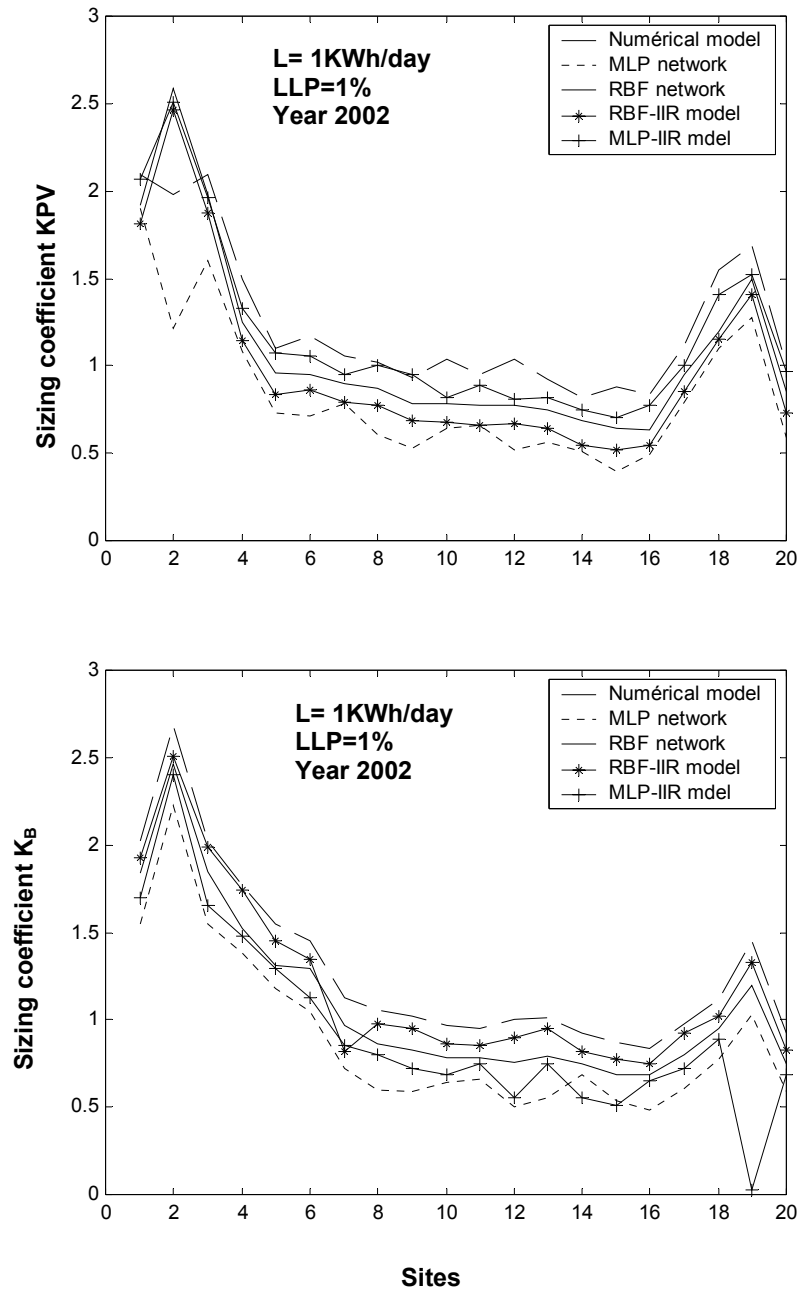 3
2.5
2
1.5
1
0.5
0
Sizing coefficient KPV
L= 1KWh/day
LLP=1%
Year 2002
Numérical model
MLP network
RBF network
RBF-IIR model
MLP-IIR mdel
0 2 4 6 8 10 12 14 16 18 20
3
2.5
2
1.5
1
0.5
0
Sizing coefficient K_B
L= 1KWh/day
LLP=1%
Year 2002
Numérical model
MLP network
RBF network
RBF-IIR model
MLP-IIR mdel
0 2 4 6 8 10 12 14 16 18 20
Sites